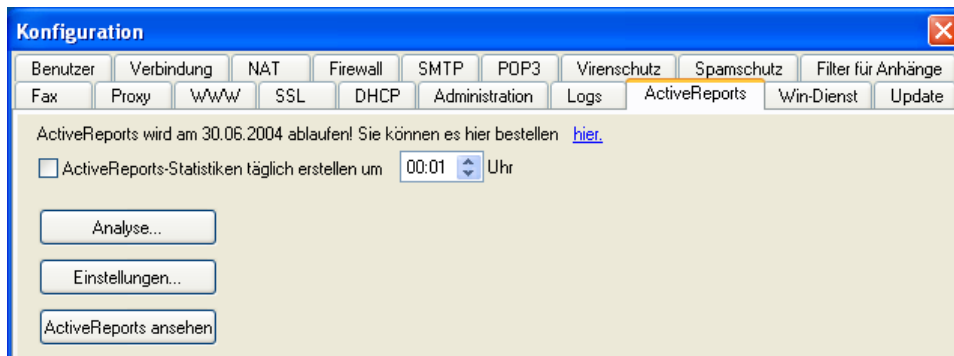 Konfiguration
Benutzer Verbindung NAT Firewall SMTP POP3 Virenschutz Spamschutz Filter für Anhänge
Fax Proxy WWW SSL DHCP Administration Logs ActiveReports Win-Dienst Update
ActiveReports wird am 30.06.2004 ablaufen! Sie können es hier bestellen hier.
ActiveReports-Statistiken täglich erstellen um 00:01 Uhr
Analyse...
Einstellungen...
ActiveReports ansehen